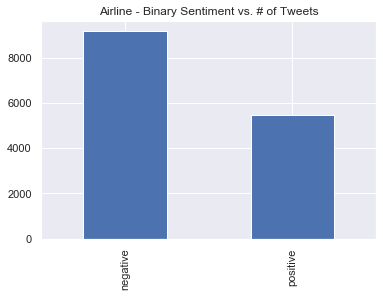 Airline - Binary Sentiment vs. # of Tweets
8000
6000
4000
2000
0
negative
positive